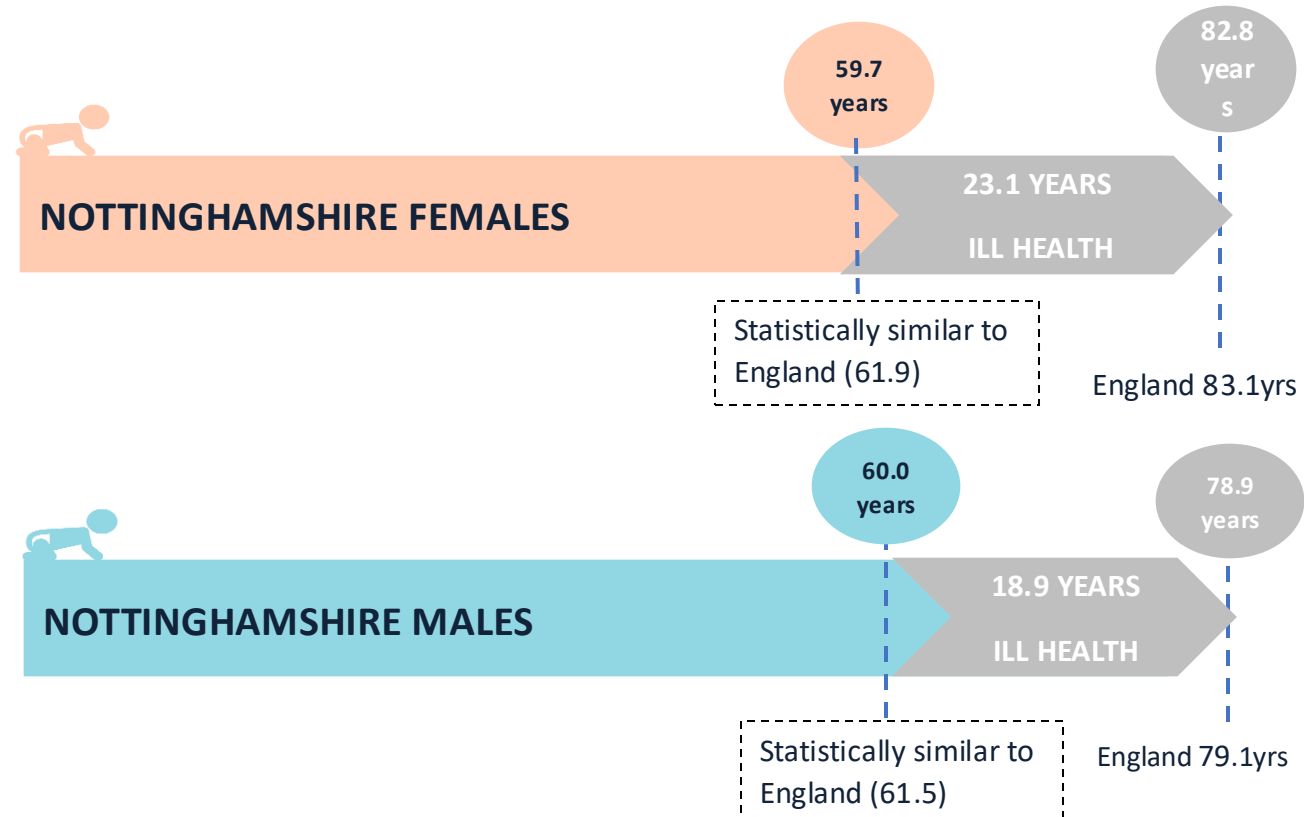 59.7
years
82.8
year
s
NOTTINGHAMSHIRE FEMALES
23.1 YEARS
ILL HEALTH
Statistically similar to
England (61.9)
England 83.1yrs
60.0
years
78.9
years
NOTTINGHAMSHIRE MALES
18.9 YEARS
ILL HEALTH
Statistically similar to
England (61.5)
England 79.1yrs